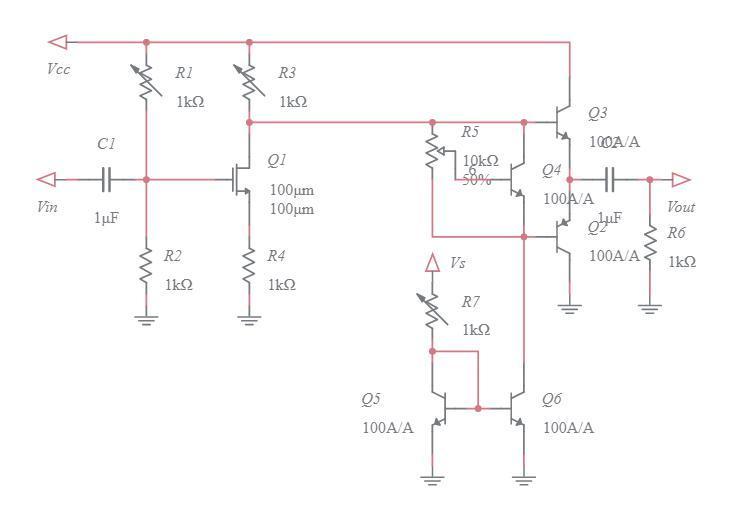 Vcc
R1
1kΩ
R3
1kΩ
C1
1μF
Vin
Q1
100μm
100μm
R2
1kΩ
R4
1kΩ
R5
10kΩ
50%
6
Q3
100A/A
C2
1μF
Q4
100A/A
Q2
100A/A
Vout
R6
1kΩ
Vs
R7
1kΩ
Q5
100A/A
Q6
100A/A